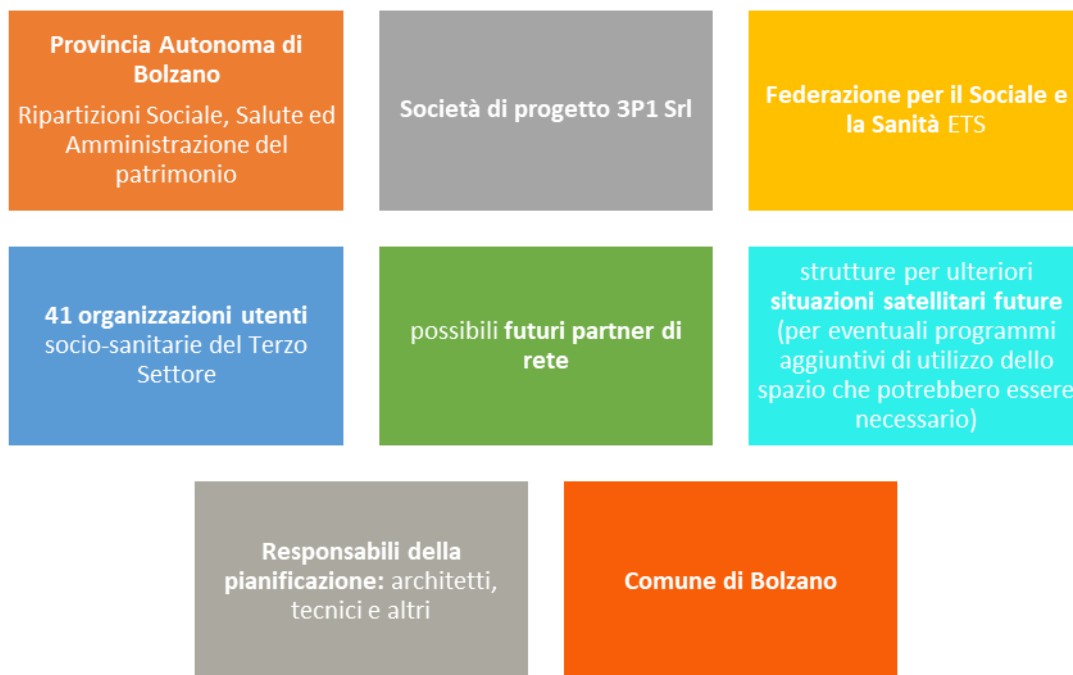 Provincia Autonoma di
Bolzano
Ripartizioni Sociale, Salute ed
Amministrazione del
patrimonio
Società di progetto 3P1 Srl
Federazione per il Sociale e
la Sanità ETS
41 organizzazioni utenti
socio-sanitarie del Terzo
Settore
possibili futuri partner di
rete
strutture per ulteriori
situazioni satellitari future
(per eventuali programmi
aggiuntivi di utilizzo dello
spazio che potrebbero essere
necessario)
Responsabili della
pianificazione: architetti,
tecnici e altri
Comune di Bolzano